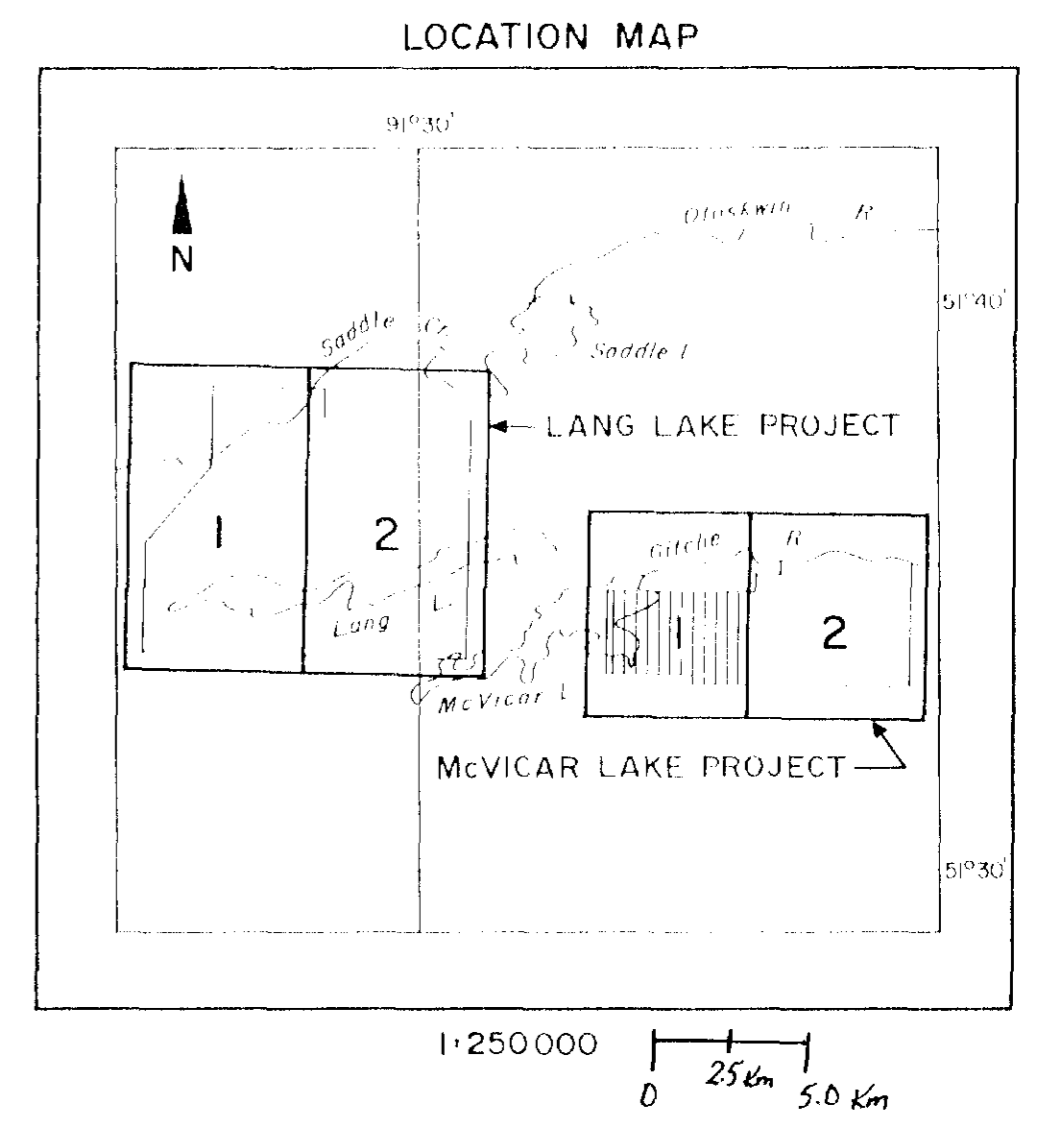 LOCATION MAP
91°30'
Otoskwin R
N
51°40'
Saddle Cr.
Saddle L
LANG LAKE PROJECT
1
2
Gitche R
1
2
Lang L.
McVicar L
McVICAR LAKE PROJECT
51°30'
1:250000
0
2.5 Km
5.0 Km